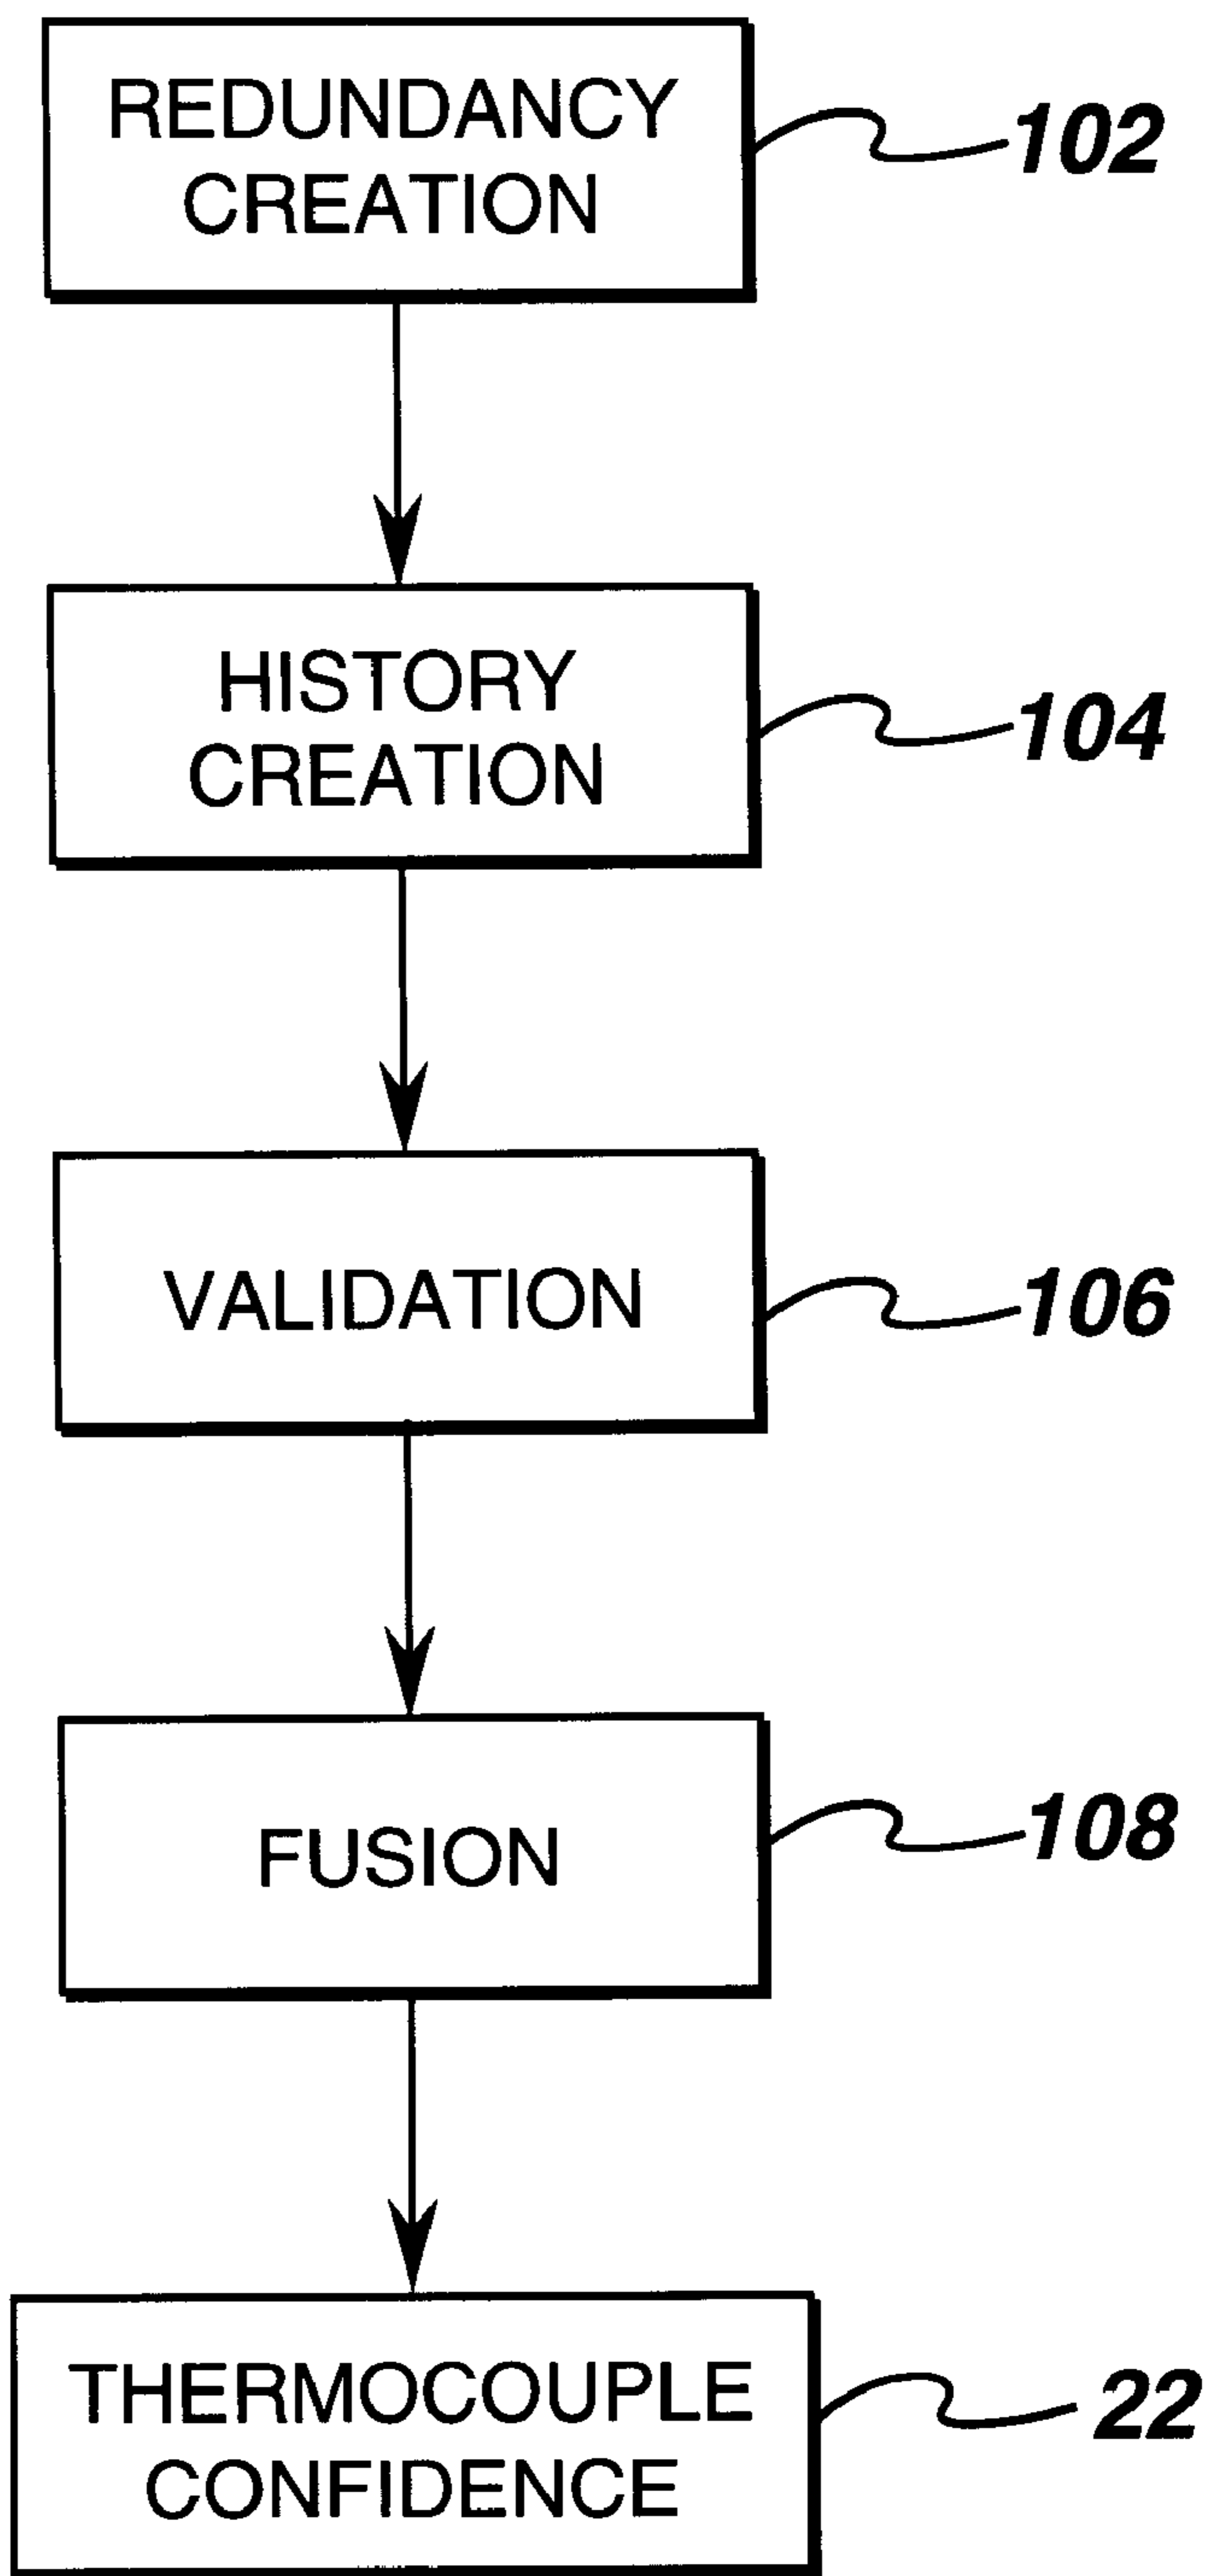 REDUNDANCY
CREATION
102
HISTORY
CREATION
104
VALIDATION
106
FUSION
108
THERMOCOUPLE
CONFIDENCE
22